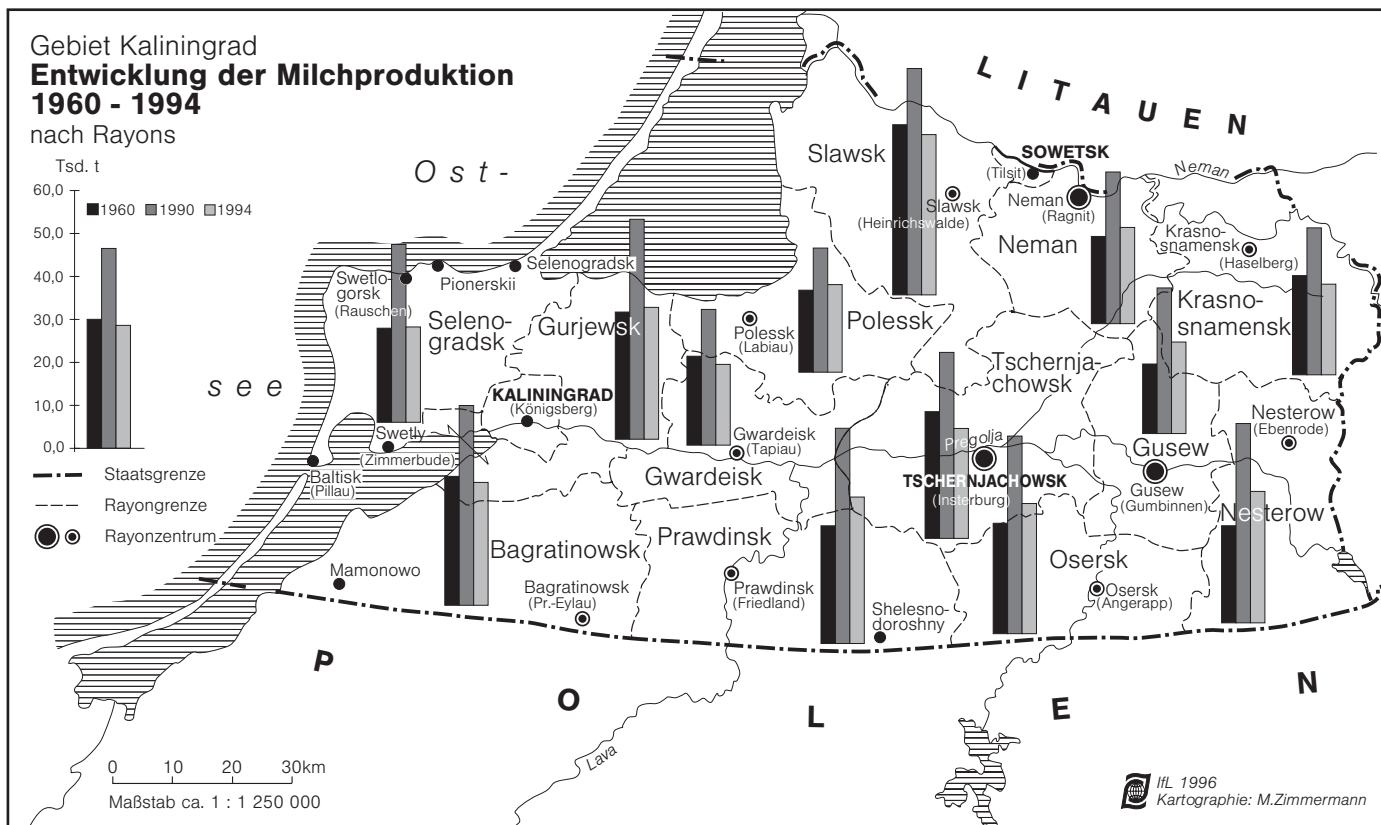 Gebiet Kaliningrad
Entwicklung der Milchproduktion
1960 - 1994
nach Rayons
Tsd. t
60,0
50,0
40,0
30,0
20,0
10,0
0,0
1960 1990 1994
Staatsgrenze
Rayongrenze
Rayonzentrum
Ost-
see
LITAUEN
Slawsk
SOWETSK
(Tilsit)
Neman
Slawsk
(Heinrichswalde)
Neman
(Ragnit)
Neman
Krasno-
snamensk
(Haselberg)
Selenogradsk
Pionerskii
Swetlo-
gorsk
(Rauschen)
Seleno-
gradsk
Gurjewsk
Polessk
(Labiau)
Polessk
Krasno-
snamensk
Tschernja-
chowsk
KALININGRAD
(Königsberg)
Swetly
(Zimmerbude)
Baltisk
(Pillau)
Gwardeisk
(Tapiau)
Gwardeisk
Pregolja
TSCHERNJACHOWSK
(Insterburg)
Gusew
Gusew
(Gumbinnen)
Nesterow
(Ebenrode)
Nesterow
Bagratinowsk
Prawdinsk
Osersk
Mamonowo
Bagratinowsk
(Pr.-Eylau)
Prawdinsk
(Friedland)
Shelesno-
doroshny
Osersk
(Angerapp)
POLEN
Lava
0 10 20 30km
Maßstab ca. 1 : 1 250 000
IfL 1996
Kartographie: M.Zimmermann